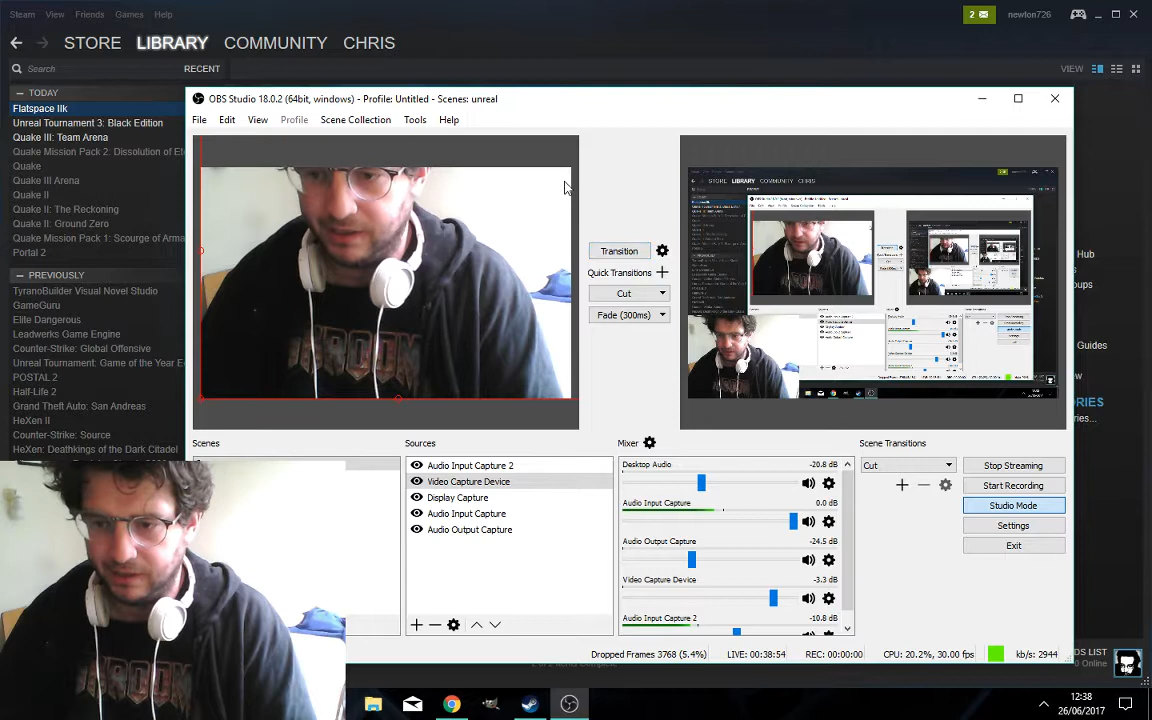 Steam View Friends Games Help
2
newlon726
STORE LIBRARY COMMUNITY CHRIS
Search
RECENT
VIEW
TODAY
Flatspace IIk
Unreal Tournament 3: Black Edition
Quake III: Team Arena
Quake Mission Pack 2: Dissolution of Et
Quake
Quake III Arena
Quake II
Quake II: The Reckoning
Quake II: Ground Zero
Quake Mission Pack 1: Scourge of Arma
Portal 2
PREVIOUSLY
TyranoBuilder Visual Novel Studio
GameGuru
Elite Dangerous
Leadwerks Game Engine
Counter-Strike: Global Offensive
Unreal Tournament: Game of the Year E
POSTAL 2
Half-Life 2
Grand Theft Auto: San Andreas
HeXen II
Counter-Strike: Source
HeXen: Deathkings of the Dark Citadel
OBS Studio 18.0.2 (64bit, windows) - Profile: Untitled - Scenes: unreal
File Edit View Profile Scene Collection Tools Help
Transition
Quick Transitions
Cut
Fade (300ms)
Hub
oups
Guides
ORIES
Scenes
Sources
Mixer
Scene Transitions
Audio Input Capture 2
Video Capture Device
Display Capture
Audio Input Capture
Audio Output Capture
Desktop Audio -20.8 dB
Audio Input Capture 0.0 dB
Audio Output Capture -24.5 dB
Video Capture Device -3.3 dB
Audio Input Capture 2 -10.8 dB
Cut
Stop Streaming
Start Recording
Studio Mode
Settings
Exit
Dropped Frames 3768 (5.4%)
LIVE: 00:38:54
REC: 00:00:00
CPU: 20.2%, 30.00 fps
kb/s: 2944
DS LIST
Online
12:38
26/06/2017